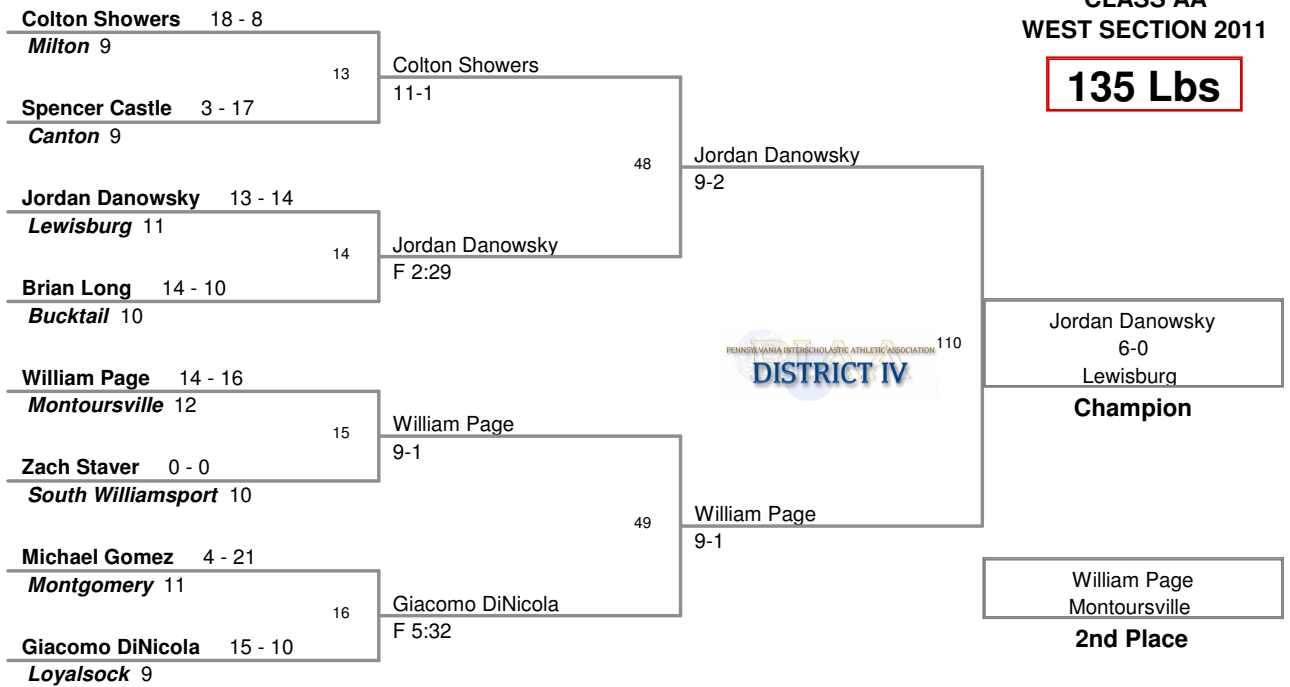 CLASS AA
WEST SECTION 2011
135 Lbs
Colton Showers 18 - 8
Milton 9
13
Spencer Castle 3 - 17
Canton 9
Colton Showers
11-1
Jordan Danowsky 13 - 14
Lewisburg 11
14
Brian Long 14 - 10
Bucktail 10
Jordan Danowsky
F 2:29
48
Jordan Danowsky
9-2
William Page 14 - 16
Montoursville 12
15
Zach Staver 0 - 0
South Williamsport 10
William Page
9-1
Michael Gomez 4 - 21
Montgomery 11
16
Giacomo DiNicola 15 - 10
Loyalsock 9
Giacomo DiNicola
F 5:32
49
William Page
9-1
PIAA
PENNSYLVANIA INTERSCHOLASTIC ATHLETIC ASSOCIATION
DISTRICT IV
110
Jordan Danowsky
6-0
Lewisburg
Champion
William Page
Montoursville
2nd Place